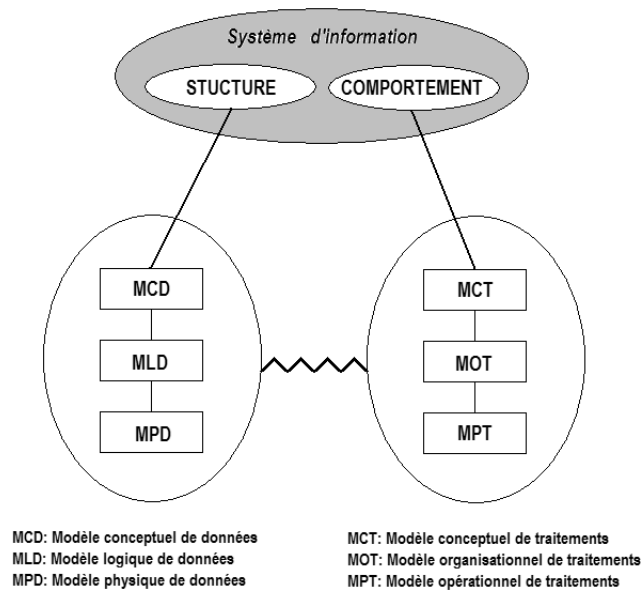 Système d'information
STUCTURE
COMPORTEMENT
MCD
MLD
MPD
MCT
MOT
MPT
MCD: Modèle conceptuel de données
MLD: Modèle logique de données
MPD: Modèle physique de données
MCT: Modèle conceptuel de traitements
MOT: Modèle organisationnel de traitements
MPT: Modèle opérationnel de traitements